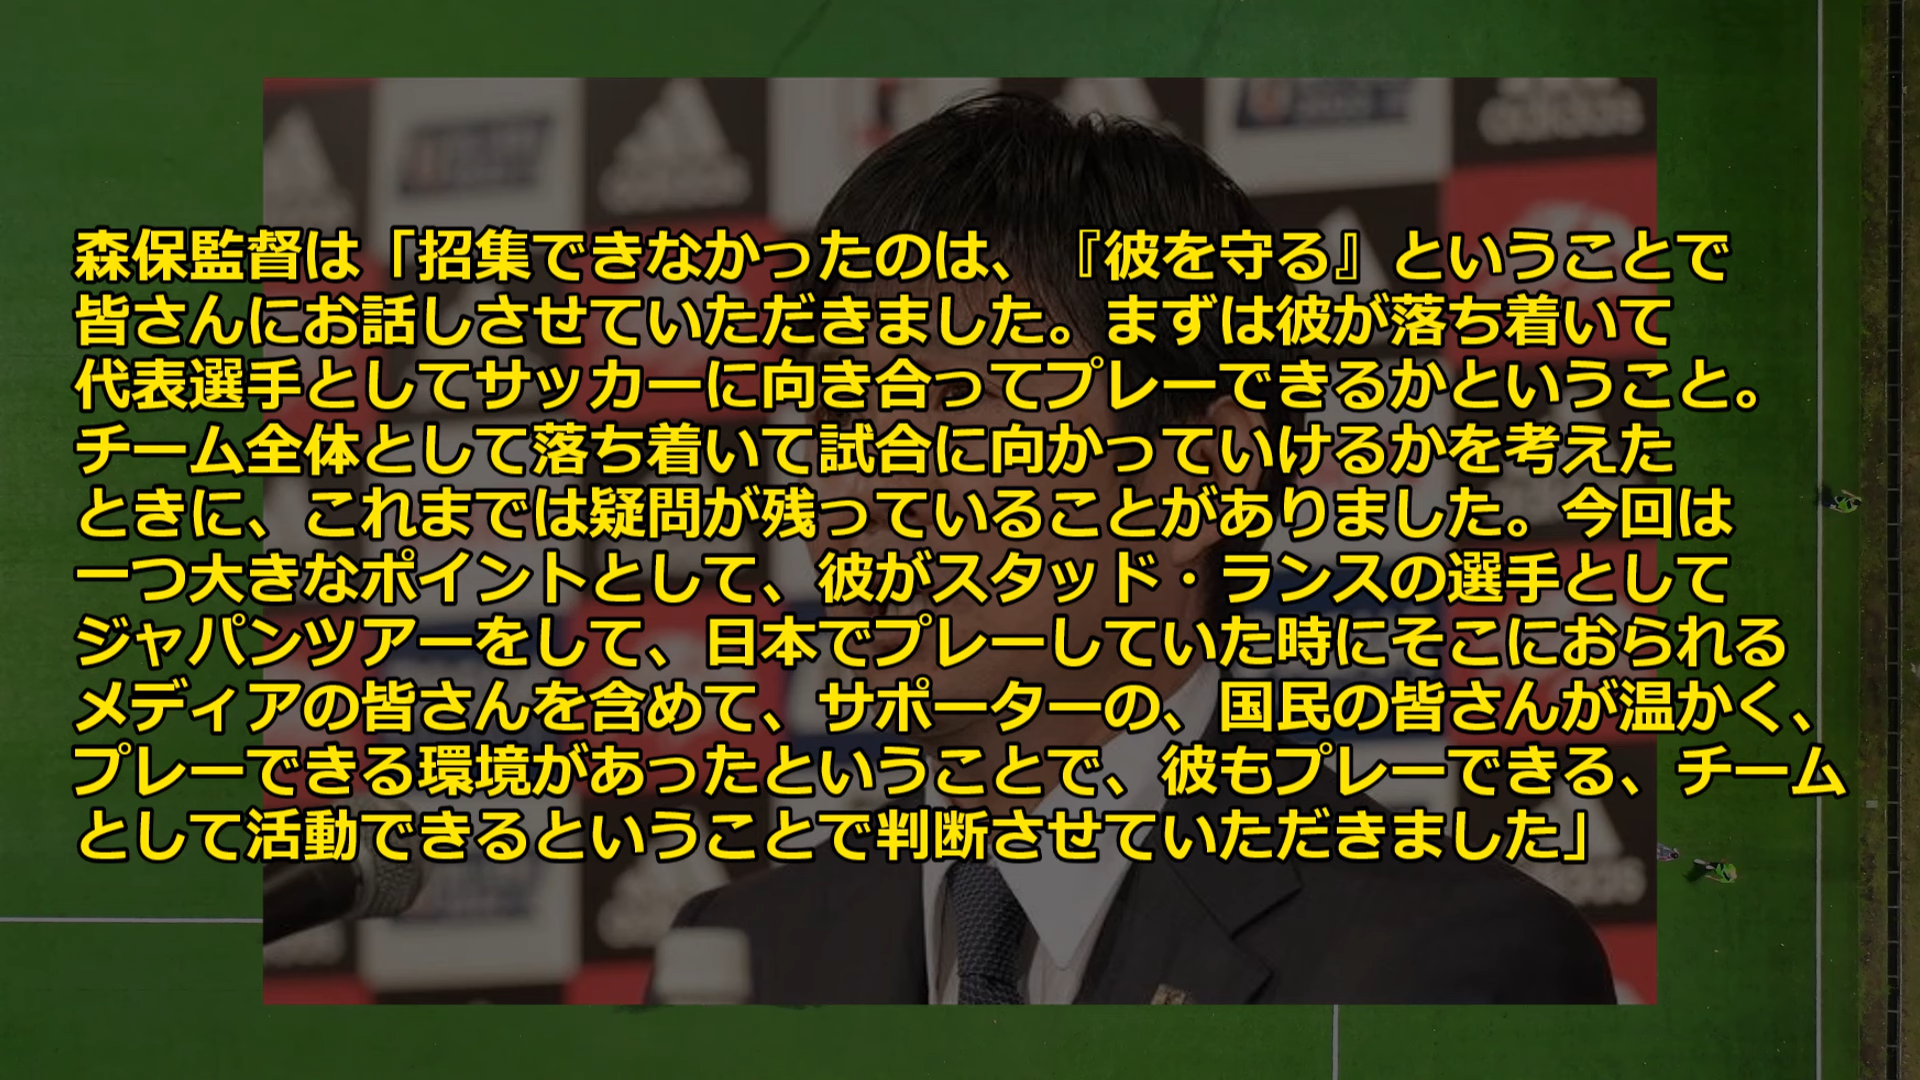 森保監督は「招集できなかったのは、『彼を守る』ということで
皆さんにお話しさせていただきました。まずは彼が落ち着いて
代表選手としてサッカーに向き合ってプレーできるかということ。
チーム全体として落ち着いて試合に向かっていけるかを考えた
ときに、これまでは疑問が残っていることがありました。今回は
一つ大きなポイントとして、彼がスタッド・ランスの選手として
ジャパンツアーをして、日本でプレーしていた時にそこにおられる
メディアの皆さんを含めて、サポーターの、国民の皆さんが温かく、
プレーできる環境があったということで、彼もプレーできる、チーム
として活動できるということで判断させていただきました」
adidas